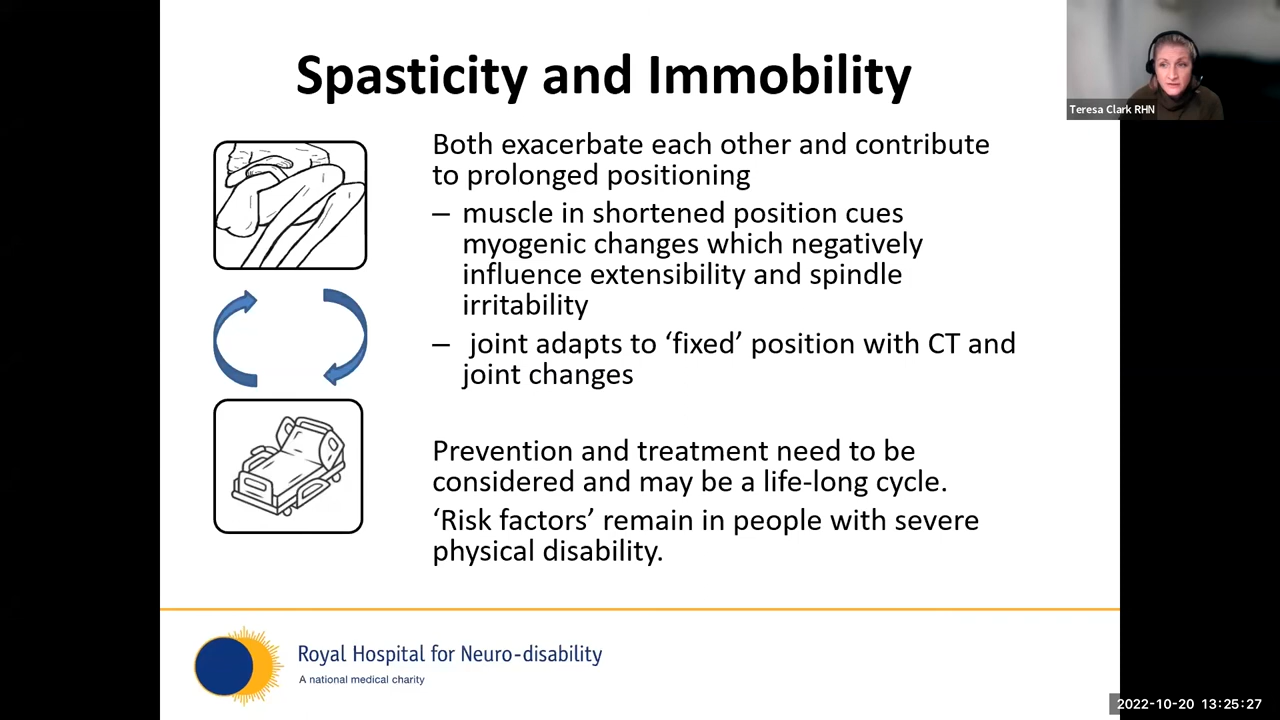 Spasticity and Immobility
Teresa Clark RHN
Both exacerbate each other and contribute
to prolonged positioning
– muscle in shortened position cues
myogenic changes which negatively
influence extensibility and spindle
irritability
– joint adapts to ‘fixed’ position with CT and
joint changes
Prevention and treatment need to be
considered and may be a life-long cycle.
‘Risk factors’ remain in people with severe
physical disability.
Royal Hospital for Neuro-disability
A national medical charity
2022-10-20 13:25:27